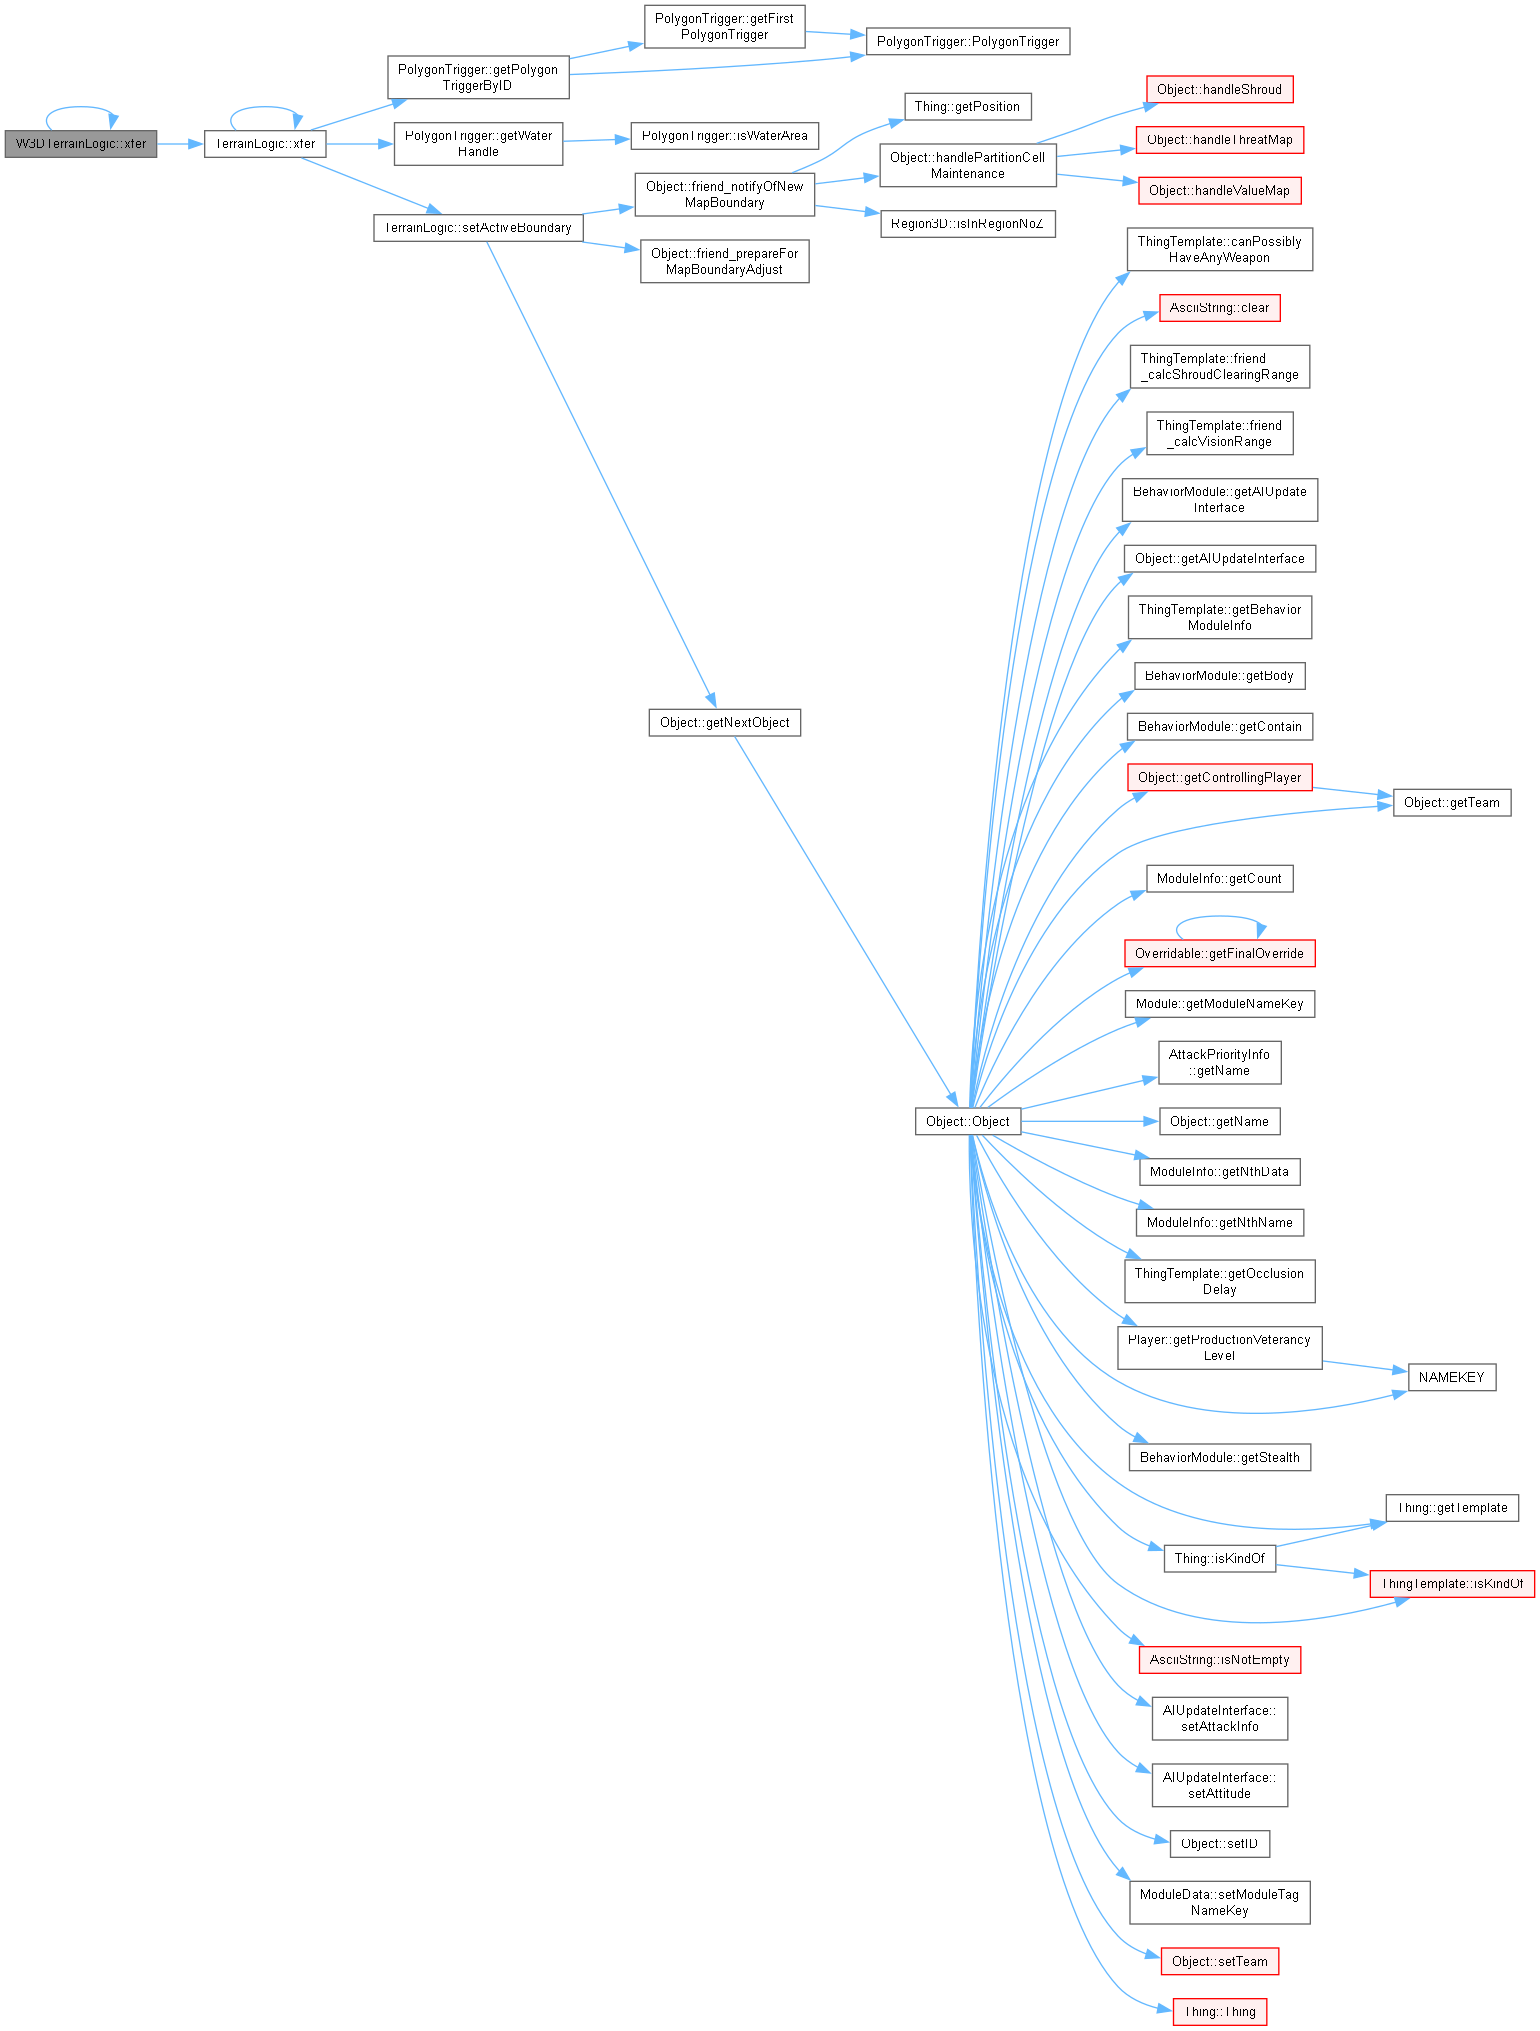 PolygonTrigger::getFirst
PolygonTrigger
PolygonTrigger::PolygonTrigger
PolygonTrigger::getPolygon
TriggerByID
Object::handleShroud
Thing::getPosition
W3DTerrainLogic::xfer
TerrainLogic::xfer
PolygonTrigger::getWater
Handle
PolygonTrigger::isWaterArea
Object::handlePartitionCell
Maintenance
Object::handleThreatMap
Object::handleValueMap
Object::friend_notifyOfNew
MapBoundary
Region3D::isInRegionNoZ
TerrainLogic::setActiveBoundary
Object::friend_prepareFor
MapBoundaryAdjust
ThingTemplate::canPossibly
HaveAnyWeapon
AsciiString::clear
ThingTemplate::friend
_calcShroudClearingRange
ThingTemplate::friend
_calcVisionRange
BehaviorModule::getAIUpdate
Interface
Object::getAIUpdateInterface
ThingTemplate::getBehavior
ModuleInfo
BehaviorModule::getBody
Object::getNextObject
BehaviorModule::getContain
Object::getControllingPlayer
Object::getTeam
ModuleInfo::getCount
Overridable::getFinalOverride
Module::getModuleNameKey
AttackPriorityInfo
::getName
Object::Object
Object::getName
ModuleInfo::getNthData
ModuleInfo::getNthName
ThingTemplate::getOcclusion
Delay
Player::getProductionVeterancy
Level
NAMEKEY
BehaviorModule::getStealth
Thing::getTemplate
Thing::isKindOf
ThingTemplate::isKindOf
AsciiString::isNotEmpty
AIUpdateInterface::
setAttackInfo
AIUpdateInterface::
setAttitude
Object::setID
ModuleData::setModuleTag
NameKey
Object::setTeam
Thing::Thing